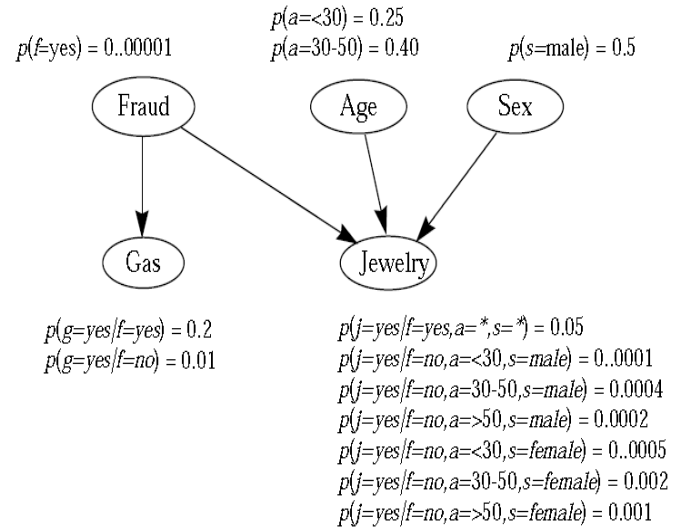 p(a=<30) = 0.25
p(f=yes) = 0..00001
p(a=30-50) = 0.40
p(s=male) = 0.5
Fraud
Age
Sex
Gas
Jewelry
p(g=yes/f=yes) = 0.2
p(g=yes/f=no) = 0.01
p(j=yes/f=yes,a=*,s=*) = 0.05
p(j=yes/f=no,a=<30,s=male) = 0..0001
p(j=yes/f=no,a=30-50,s=male) = 0.0004
p(j=yes/f=no,a=>50,s=male) = 0.0002
p(j=yes/f=no,a=<30,s=female) = 0..0005
p(j=yes/f=no,a=30-50,s=female) = 0.002
p(j=yes/f=no,a=>50,s=female) = 0.001